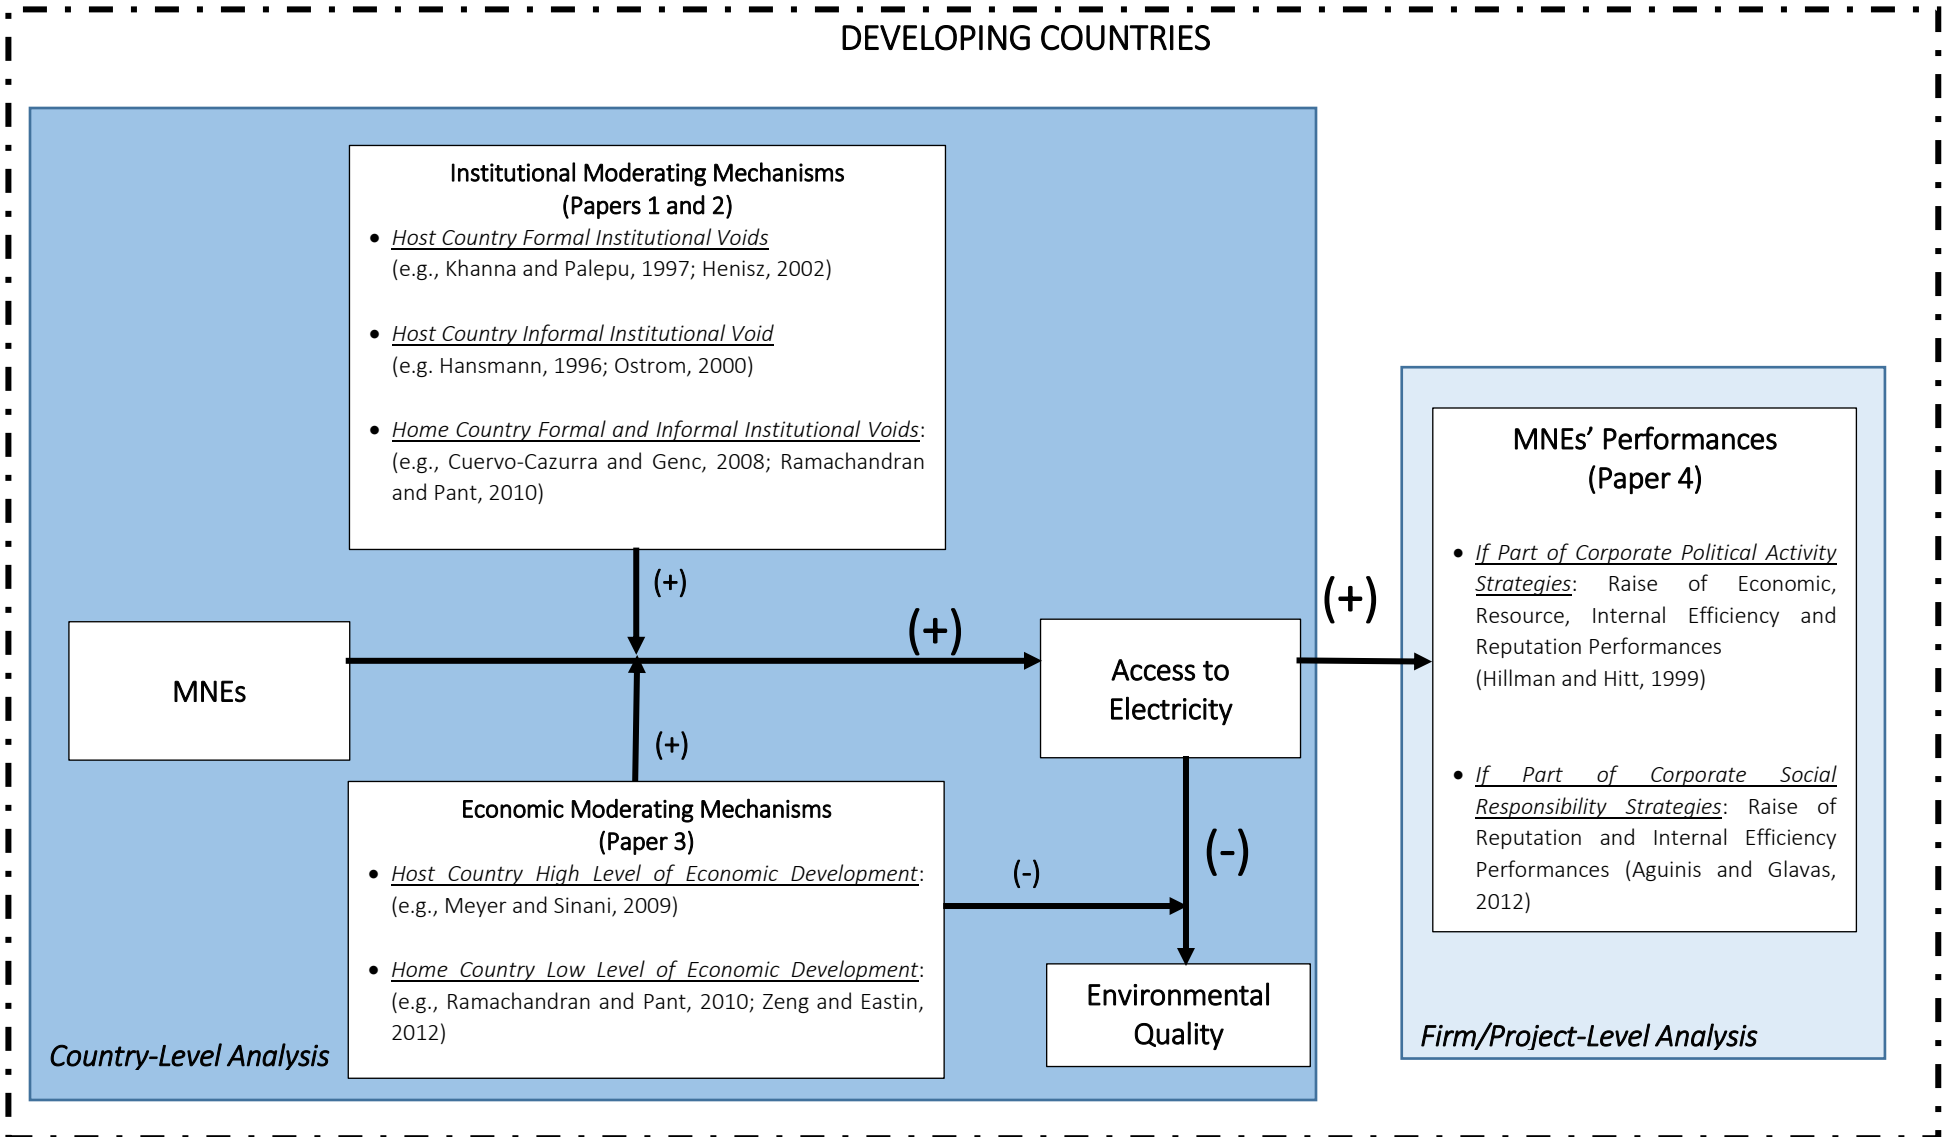 DEVELOPING COUNTRIES
Institutional Moderating Mechanisms
(Papers 1 and 2)
• Host Country Formal Institutional Voids
(e.g., Khanna and Palepu, 1997; Henisz, 2002)
• Host Country Informal Institutional Void
(e.g. Hansmann, 1996; Ostrom, 2000)
• Home Country Formal and Informal Institutional Voids:
(e.g., Cuervo-Cazurra and Genc, 2008; Ramachandran
and Pant, 2010)
(+)
MNEs
(+)
Access to
Electricity
(+)
(+)
Economic Moderating Mechanisms
(Paper 3)
• Host Country High Level of Economic Development:
(e.g., Meyer and Sinani, 2009)
• Home Country Low Level of Economic Development:
(e.g., Ramachandran and Pant, 2010; Zeng and Eastin,
2012)
(-)
(-)
Environmental
Quality
Country-Level Analysis
MNEs’ Performances
(Paper 4)
• If Part of Corporate Political Activity
Strategies: Raise of Economic,
Resource, Internal Efficiency and
Reputation Performances
(Hillman and Hitt, 1999)
• If Part of Corporate Social
Responsibility Strategies: Raise of
Reputation and Internal Efficiency
Performances (Aguinis and Glavas,
2012)
Firm/Project-Level Analysis